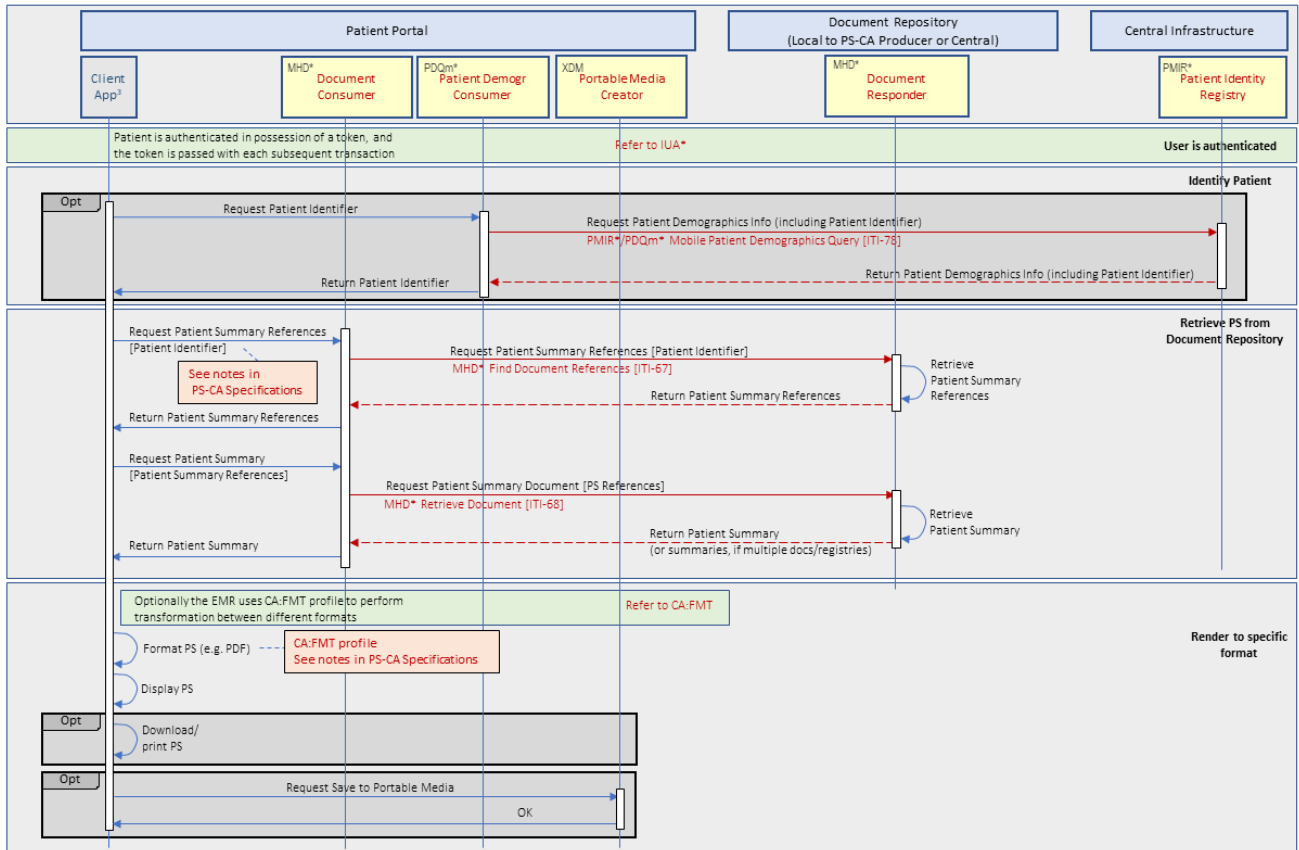 Patient Portal
Document Repository
(Local to PS-CA Producer or Central)
Central Infrastructure
Client
App³
MHD*
Document
Consumer
PDQm*
Patient Demogr
Consumer
XDM
Portable Media
Creator
MHD*
Document
Responder
PMIR*
Patient Identity
Registry
Patient is authenticated in possession of a token, and
the token is passed with each subsequent transaction
Refer to IUA*
User is authenticated
Identify Patient
Opt
Request Patient Identifier
Request Patient Demographics Info (including Patient Identifier)
PMIR*/PDQm* Mobile Patient Demographics Query [ITI-78]
Return Patient Demographics Info (including Patient Identifier)
Return Patient Identifier
Retrieve PS from
Document Repository
Request Patient Summary References
[Patient Identifier]
See notes in
PS-CA Specifications
Request Patient Summary References [Patient Identifier]
MHD* Find Document References [ITI-67]
Retrieve
Patient Summary
References
Return Patient Summary References
Return Patient Summary References
Request Patient Summary
[Patient Summary References]
Request Patient Summary Document [PS References]
MHD* Retrieve Document [ITI-68]
Retrieve
Patient Summary
Return Patient Summary
(or summaries, if multiple docs/registries)
Return Patient Summary
Optionally the EMR uses CA:FMT profile to perform
transformation between different formats
Refer to CA:FMT
Render to specific
format
Format PS (e.g. PDF)
CA:FMT profile
See notes in PS-CA Specifications
Display PS
Opt
Download/
print PS
Opt
Request Save to Portable Media
OK